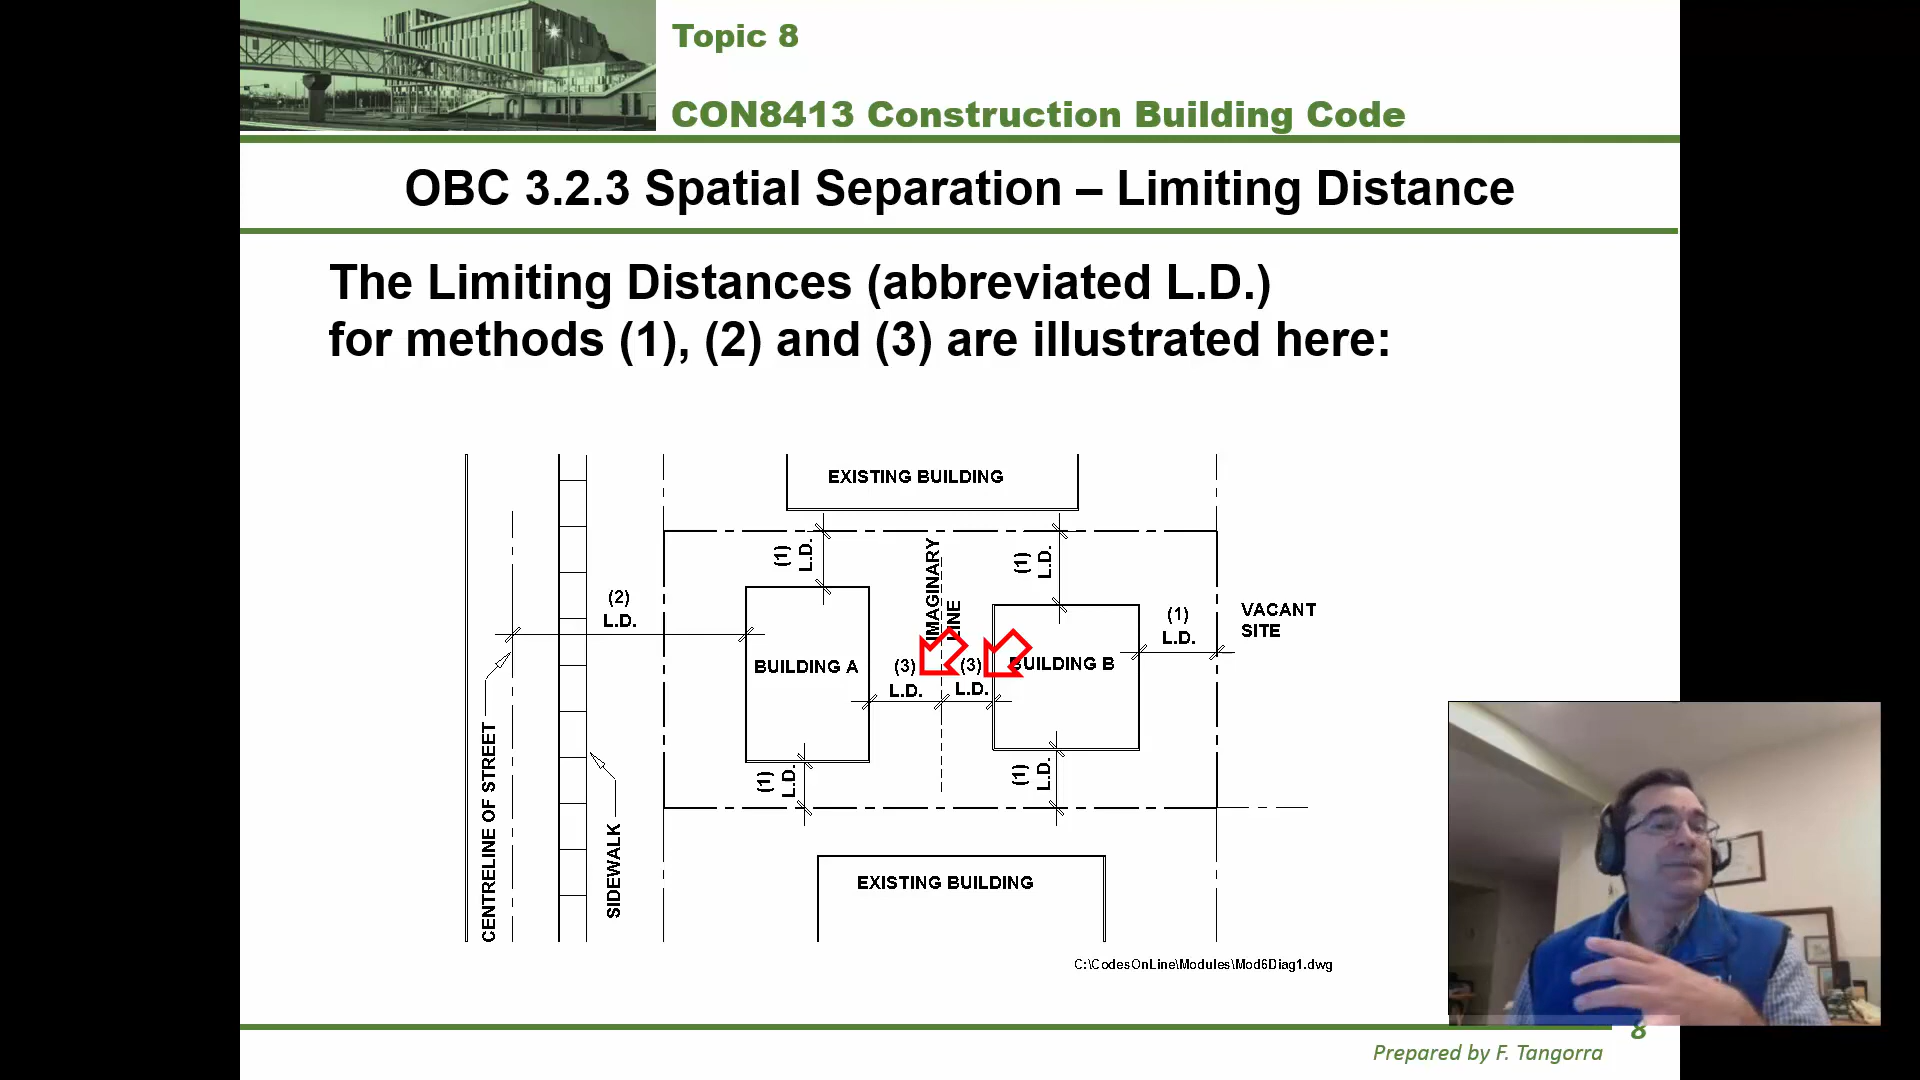 Topic 8
CON8413 Construction Building Code
OBC 3.2.3 Spatial Separation – Limiting Distance
The Limiting Distances (abbreviated L.D.)
for methods (1), (2) and (3) are illustrated here:
EXISTING BUILDING
(1)
L.D.
IMAGINARY
LINE
(1)
L.D.
(2)
L.D.
(1)
L.D.
VACANT
SITE
BUILDING A
(3)
L.D.
(3)
L.D.
BUILDING B
(1)
L.D.
(1)
L.D.
CENTRELINE OF STREET
SIDEWALK
EXISTING BUILDING
C:\CodesOnLine\Modules\Mod6Diag1.dwg
8
Prepared by F. Tangorra